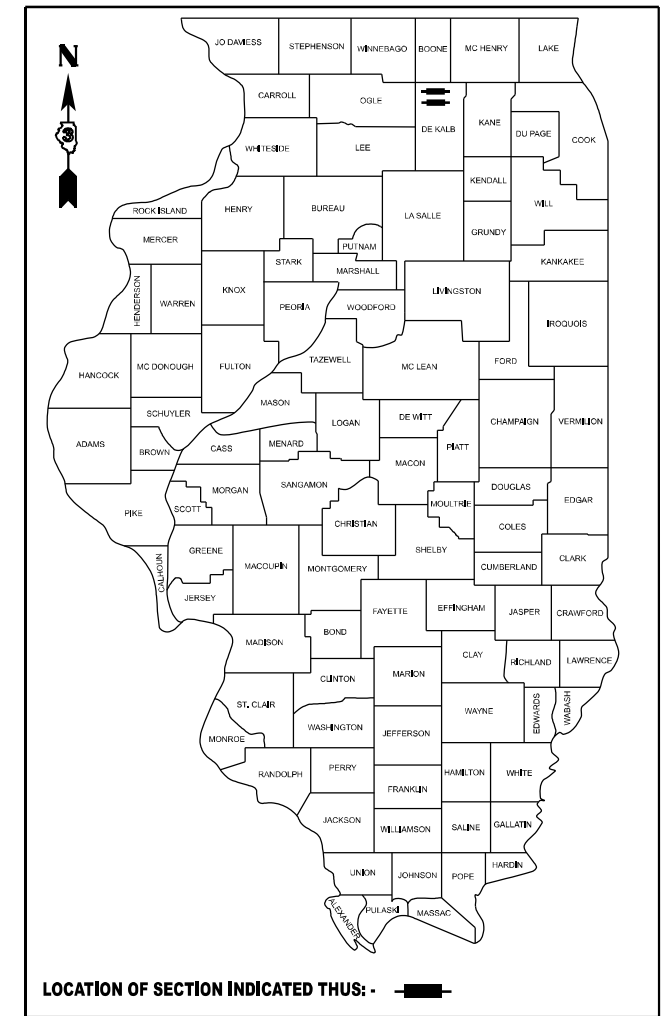 JO DAVIESS STEPHENSON WINNEBAGO BOONE MC HENRY LAKE
N
CARROLL OGLE
3
DE KALB KANE DU PAGE COOK
WHITESIDE LEE
KENDALL
ROCK ISLAND HENRY BUREAU LA SALLE WILL
MERCER PUTNAM GRUNDY
STARK MARSHALL KANKAKEE
HENDERSON WARREN KNOX PEORIA WOODFORD LIVINGSTON IROQUOIS
HANCOCK MC DONOUGH FULTON TAZEWELL MC LEAN FORD
MASON
SCHUYLER LOGAN DE WITT CHAMPAIGN VERMILION
ADAMS BROWN CASS MENARD MACON PIATT
MORGAN SANGAMON DOUGLAS EDGAR
PIKE SCOTT CHRISTIAN MOULTRIE COLES
GREENE SHELBY
CALHOUN MACOUPIN MONTGOMERY CUMBERLAND CLARK
JERSEY FAYETTE EFFINGHAM JASPER CRAWFORD
BOND
MADISON CLAY RICHLAND LAWRENCE
CLINTON MARION
ST. CLAIR WAYNE EDWARDS WABASH
WASHINGTON JEFFERSON
MONROE
RANDOLPH PERRY HAMILTON WHITE
FRANKLIN
JACKSON WILLIAMSON SALINE GALLATIN
HARDIN
UNION JOHNSON POPE
ALEXANDER PULASKI MASSAC
LOCATION OF SECTION INDICATED THUS: -